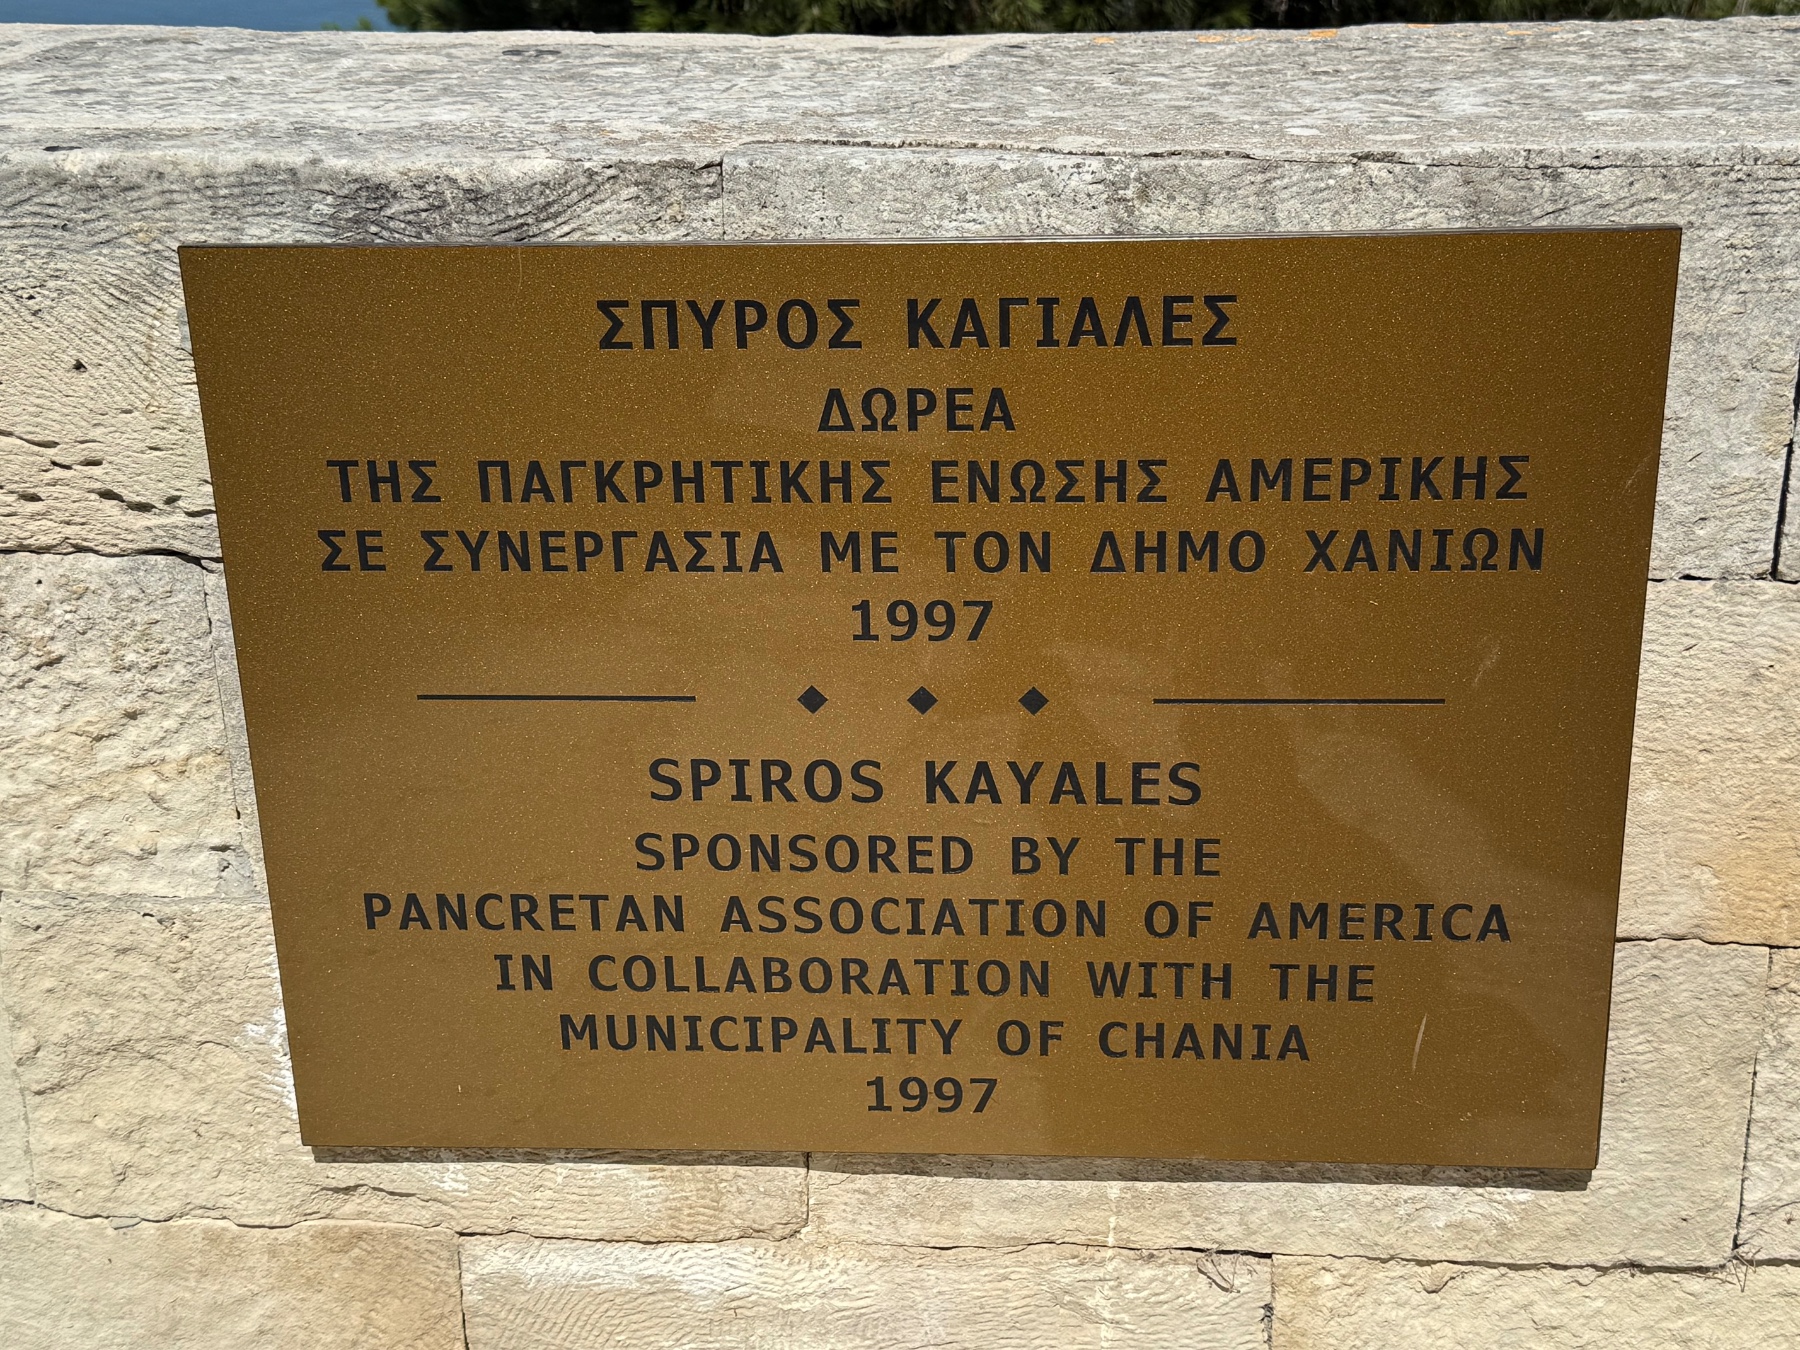 ΣΠΥΡΟΣ ΚΑΓΙΑΛΕΣ
ΔΩΡΕΑ
ΤΗΣ ΠΑΓΚΡΗΤΙΚΗΣ ΕΝΩΣΗΣ ΑΜΕΡΙΚΗΣ
ΣΕ ΣΥΝΕΡΓΑΣΙΑ ΜΕ ΤΟΝ ΔΗΜΟ ΧΑΝΙΩΝ
1997
SPIROS KAYALES
SPONSORED BY THE
PANCRETAN ASSOCIATION OF AMERICA
IN COLLABORATION WITH THE
MUNICIPALITY OF CHANIA
1997